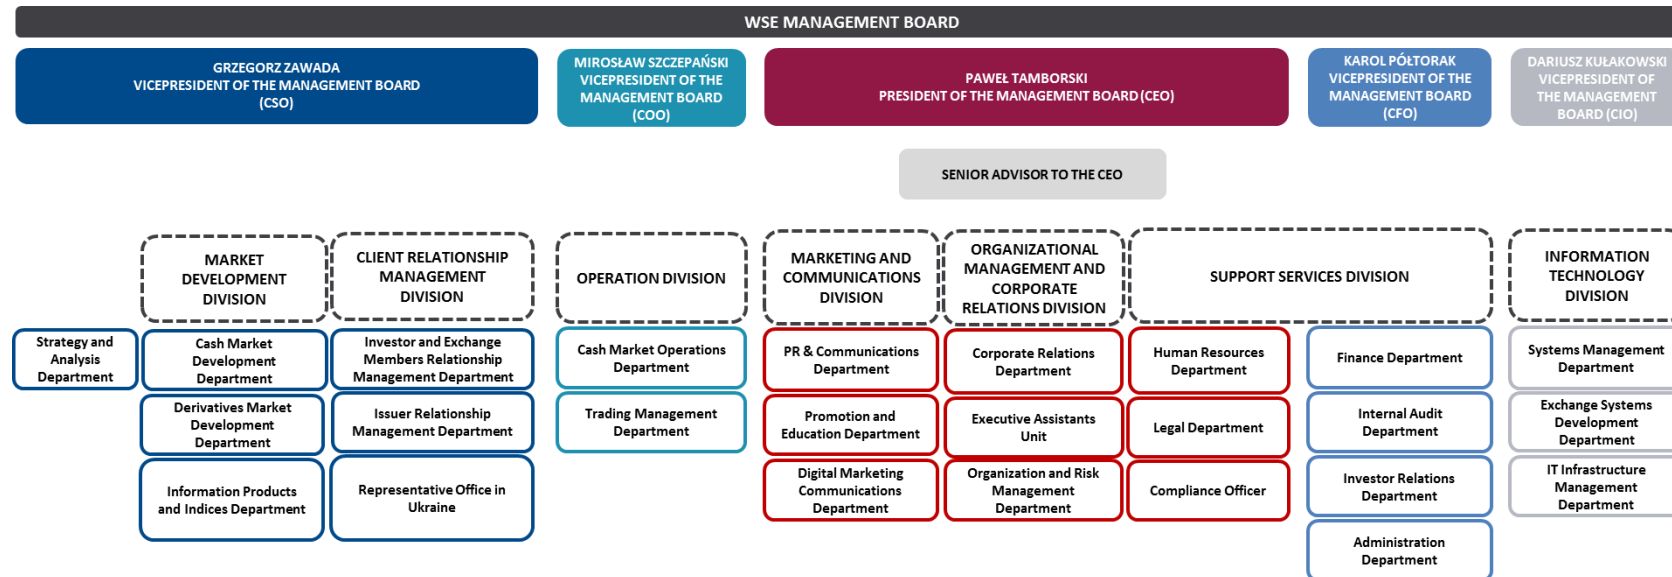 WSE MANAGEMENT BOARD
GRZEGORZ ZAWADA
VICEPRESIDENT OF THE MANAGEMENT BOARD
(CSO)
MIROSŁAW SZCZEPAŃSKI
VICEPRESIDENT OF THE
MANAGEMENT BOARD
(COO)
PAWEŁ TAMBORSKI
PRESIDENT OF THE MANAGEMENT BOARD (CEO)
KAROL PÓŁTORAK
VICEPRESIDENT OF THE
MANAGEMENT BOARD
(CFO)
DARIUSZ KUŁAKOWSKI
VICEPRESIDENT OF
THE MANAGEMENT
BOARD (CIO)
SENIOR ADVISOR TO THE CEO
MARKET
DEVELOPMENT
DIVISION
CLIENT RELATIONSHIP
MANAGEMENT
DIVISION
OPERATION DIVISION
MARKETING AND
COMMUNICATIONS
DIVISION
ORGANIZATIONAL
MANAGEMENT AND
CORPORATE
RELATIONS DIVISION
SUPPORT SERVICES DIVISION
INFORMATION
TECHNOLOGY
DIVISION
Strategy and
Analysis
Department
Cash Market
Development
Department
Investor and Exchange
Members Relationship
Management Department
Cash Market Operations
Department
PR & Communications
Department
Corporate Relations
Department
Human Resources
Department
Finance Department
Systems Management
Department
Derivatives Market
Development
Department
Issuer Relationship
Management Department
Trading Management
Department
Promotion and
Education Department
Executive Assistants
Unit
Legal Department
Internal Audit
Department
Exchange Systems
Development
Department
Information Products
and Indices Department
Representative Office in
Ukraine
Digital Marketing
Communications
Department
Organization and Risk
Management
Department
Compliance Officer
Investor Relations
Department
IT Infrastructure
Management
Department
Administration
Department